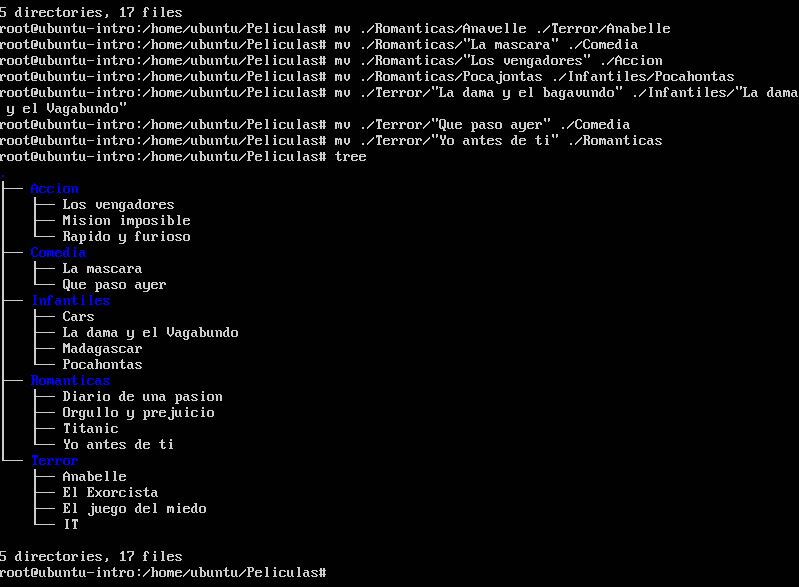 5 directories, 17 files
root@ubuntu-intro:/home/ubuntu/Peliculas# mv ./Romanticas/Anavelle ./Terror/Anabelle
root@ubuntu-intro:/home/ubuntu/Peliculas# mv ./Romanticas/"La mascara" ./Comedia
root@ubuntu-intro:/home/ubuntu/Peliculas# mv ./Romanticas/"Los vengadores" ./Accion
root@ubuntu-intro:/home/ubuntu/Peliculas# mv ./Romanticas/Pocajontas ./Infantiles/Pocahontas
root@ubuntu-intro:/home/ubuntu/Peliculas# mv ./Terror/"La dama y el bagavundo" ./Infantiles/"La dama
 y el Vagabundo"
root@ubuntu-intro:/home/ubuntu/Peliculas# mv ./Terror/"Que paso ayer" ./Comedia
root@ubuntu-intro:/home/ubuntu/Peliculas# mv ./Terror/"Yo antes de ti" ./Romanticas
root@ubuntu-intro:/home/ubuntu/Peliculas# tree
.
├── Accion
│   ├── Los vengadores
│   ├── Mision imposible
│   └── Rapido y furioso
├── Comedia
│   ├── La mascara
│   └── Que paso ayer
├── Infantiles
│   ├── Cars
│   ├── La dama y el Vagabundo
│   ├── Madagascar
│   └── Pocahontas
├── Romanticas
│   ├── Diario de una pasion
│   ├── Orgullo y prejuicio
│   ├── Titanic
│   └── Yo antes de ti
└── Terror
    ├── Anabelle
    ├── El Exorcista
    ├── El juego del miedo
    └── IT
5 directories, 17 files
root@ubuntu-intro:/home/ubuntu/Peliculas#